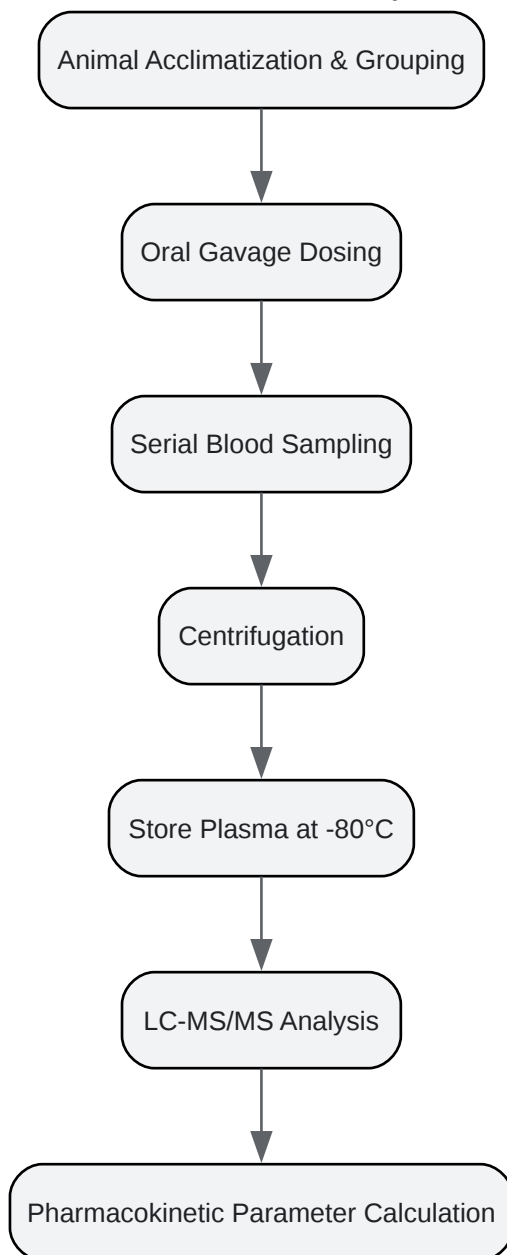 Animal Acclimatization & Grouping
Oral Gavage Dosing
Serial Blood Sampling
Centrifugation
Store Plasma at -80°C
LC-MS/MS Analysis
Pharmacokinetic Parameter Calculation